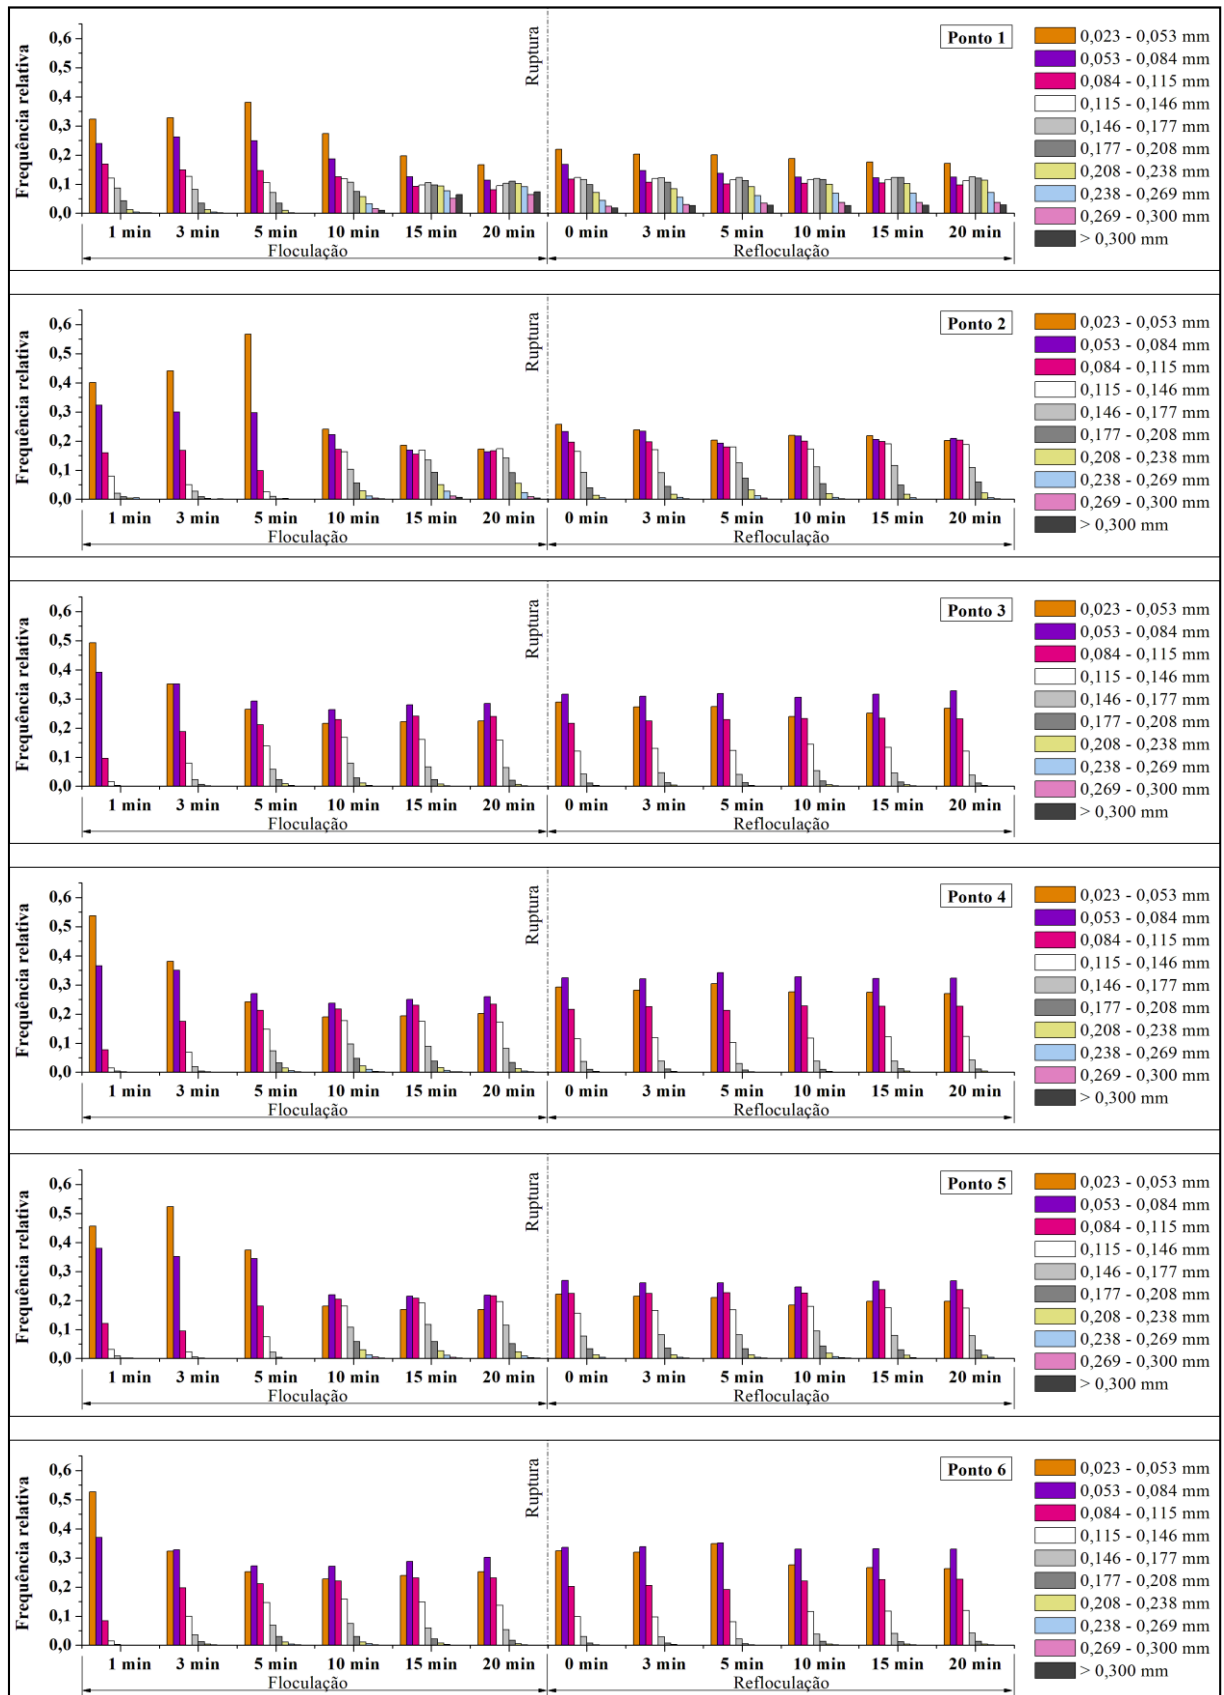 Frequência relativa
0,6
0,5
0,4
0,3
0,2
0,1
0,0
Ruptura
Ponto 1
1 min 3 min 5 min 10 min 15 min 20 min 0 min 3 min 5 min 10 min 15 min 20 min
Floculação Refloculação
0,023 - 0,053 mm
0,053 - 0,084 mm
0,084 - 0,115 mm
0,115 - 0,146 mm
0,146 - 0,177 mm
0,177 - 0,208 mm
0,208 - 0,238 mm
0,238 - 0,269 mm
0,269 - 0,300 mm
> 0,300 mm
Frequência relativa
0,6
0,5
0,4
0,3
0,2
0,1
0,0
Ruptura
Ponto 2
1 min 3 min 5 min 10 min 15 min 20 min 0 min 3 min 5 min 10 min 15 min 20 min
Floculação Refloculação
0,023 - 0,053 mm
0,053 - 0,084 mm
0,084 - 0,115 mm
0,115 - 0,146 mm
0,146 - 0,177 mm
0,177 - 0,208 mm
0,208 - 0,238 mm
0,238 - 0,269 mm
0,269 - 0,300 mm
> 0,300 mm
Frequência relativa
0,6
0,5
0,4
0,3
0,2
0,1
0,0
Ruptura
Ponto 3
1 min 3 min 5 min 10 min 15 min 20 min 0 min 3 min 5 min 10 min 15 min 20 min
Floculação Refloculação
0,023 - 0,053 mm
0,053 - 0,084 mm
0,084 - 0,115 mm
0,115 - 0,146 mm
0,146 - 0,177 mm
0,177 - 0,208 mm
0,208 - 0,238 mm
0,238 - 0,269 mm
0,269 - 0,300 mm
> 0,300 mm
Frequência relativa
0,6
0,5
0,4
0,3
0,2
0,1
0,0
Ruptura
Ponto 4
1 min 3 min 5 min 10 min 15 min 20 min 0 min 3 min 5 min 10 min 15 min 20 min
Floculação Refloculação
0,023 - 0,053 mm
0,053 - 0,084 mm
0,084 - 0,115 mm
0,115 - 0,146 mm
0,146 - 0,177 mm
0,177 - 0,208 mm
0,208 - 0,238 mm
0,238 - 0,269 mm
0,269 - 0,300 mm
> 0,300 mm
Frequência relativa
0,6
0,5
0,4
0,3
0,2
0,1
0,0
Ruptura
Ponto 5
1 min 3 min 5 min 10 min 15 min 20 min 0 min 3 min 5 min 10 min 15 min 20 min
Floculação Refloculação
0,023 - 0,053 mm
0,053 - 0,084 mm
0,084 - 0,115 mm
0,115 - 0,146 mm
0,146 - 0,177 mm
0,177 - 0,208 mm
0,208 - 0,238 mm
0,238 - 0,269 mm
0,269 - 0,300 mm
> 0,300 mm
Frequência relativa
0,6
0,5
0,4
0,3
0,2
0,1
0,0
Ruptura
Ponto 6
1 min 3 min 5 min 10 min 15 min 20 min 0 min 3 min 5 min 10 min 15 min 20 min
Floculação Refloculação
0,023 - 0,053 mm
0,053 - 0,084 mm
0,084 - 0,115 mm
0,115 - 0,146 mm
0,146 - 0,177 mm
0,177 - 0,208 mm
0,208 - 0,238 mm
0,238 - 0,269 mm
0,269 - 0,300 mm
> 0,300 mm